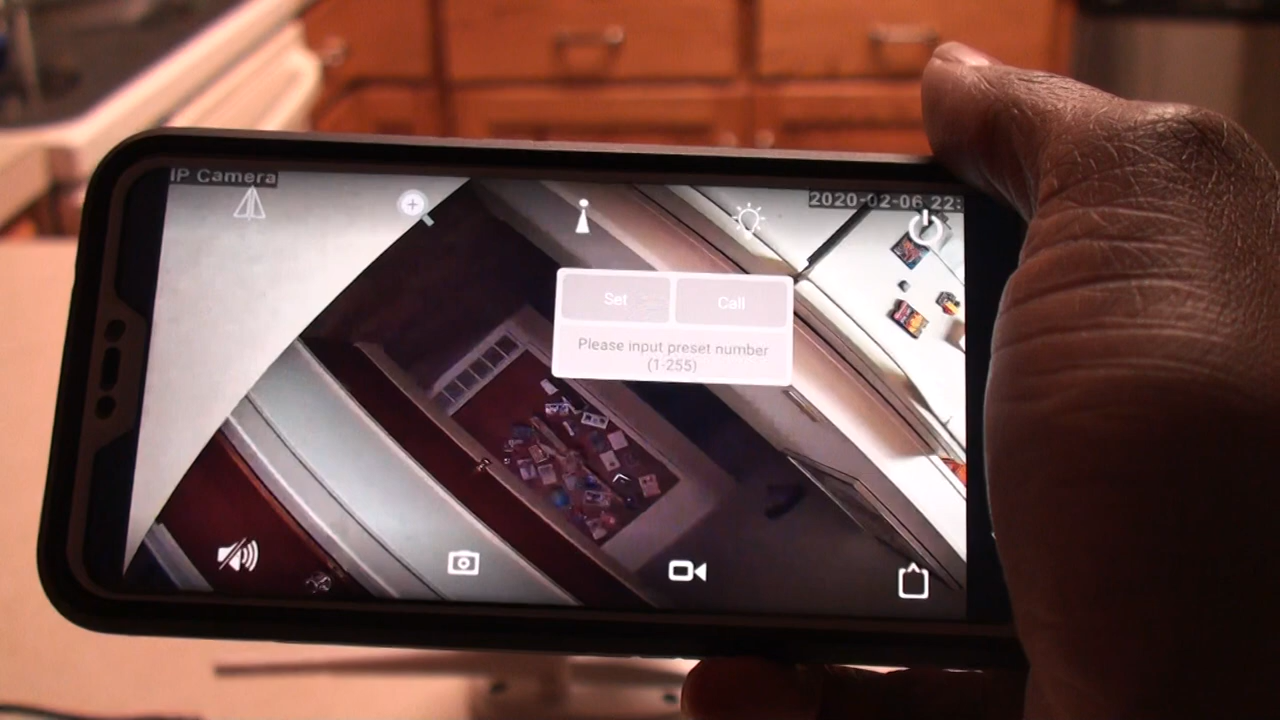 IP Camera
2020-02-06 22:
Set
Call
Please input preset number
(1-255)